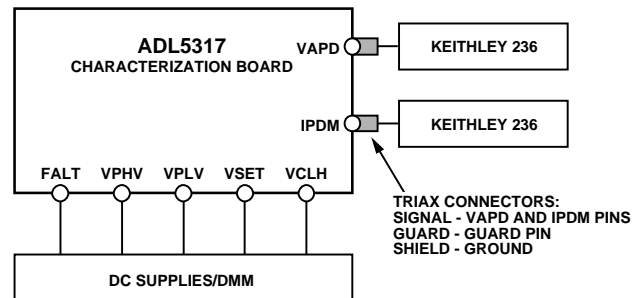 ADL5317
CHARACTERIZATION BOARD
VAPD
KEITHLEY 236
IPDM
KEITHLEY 236
FALT VPHV VPLV VSET VCLH
TRIAX CONNECTORS:
SIGNAL - VAPD AND IPDM PINS
GUARD - GUARD PIN
SHIELD - GROUND
DC SUPPLIES/DMM